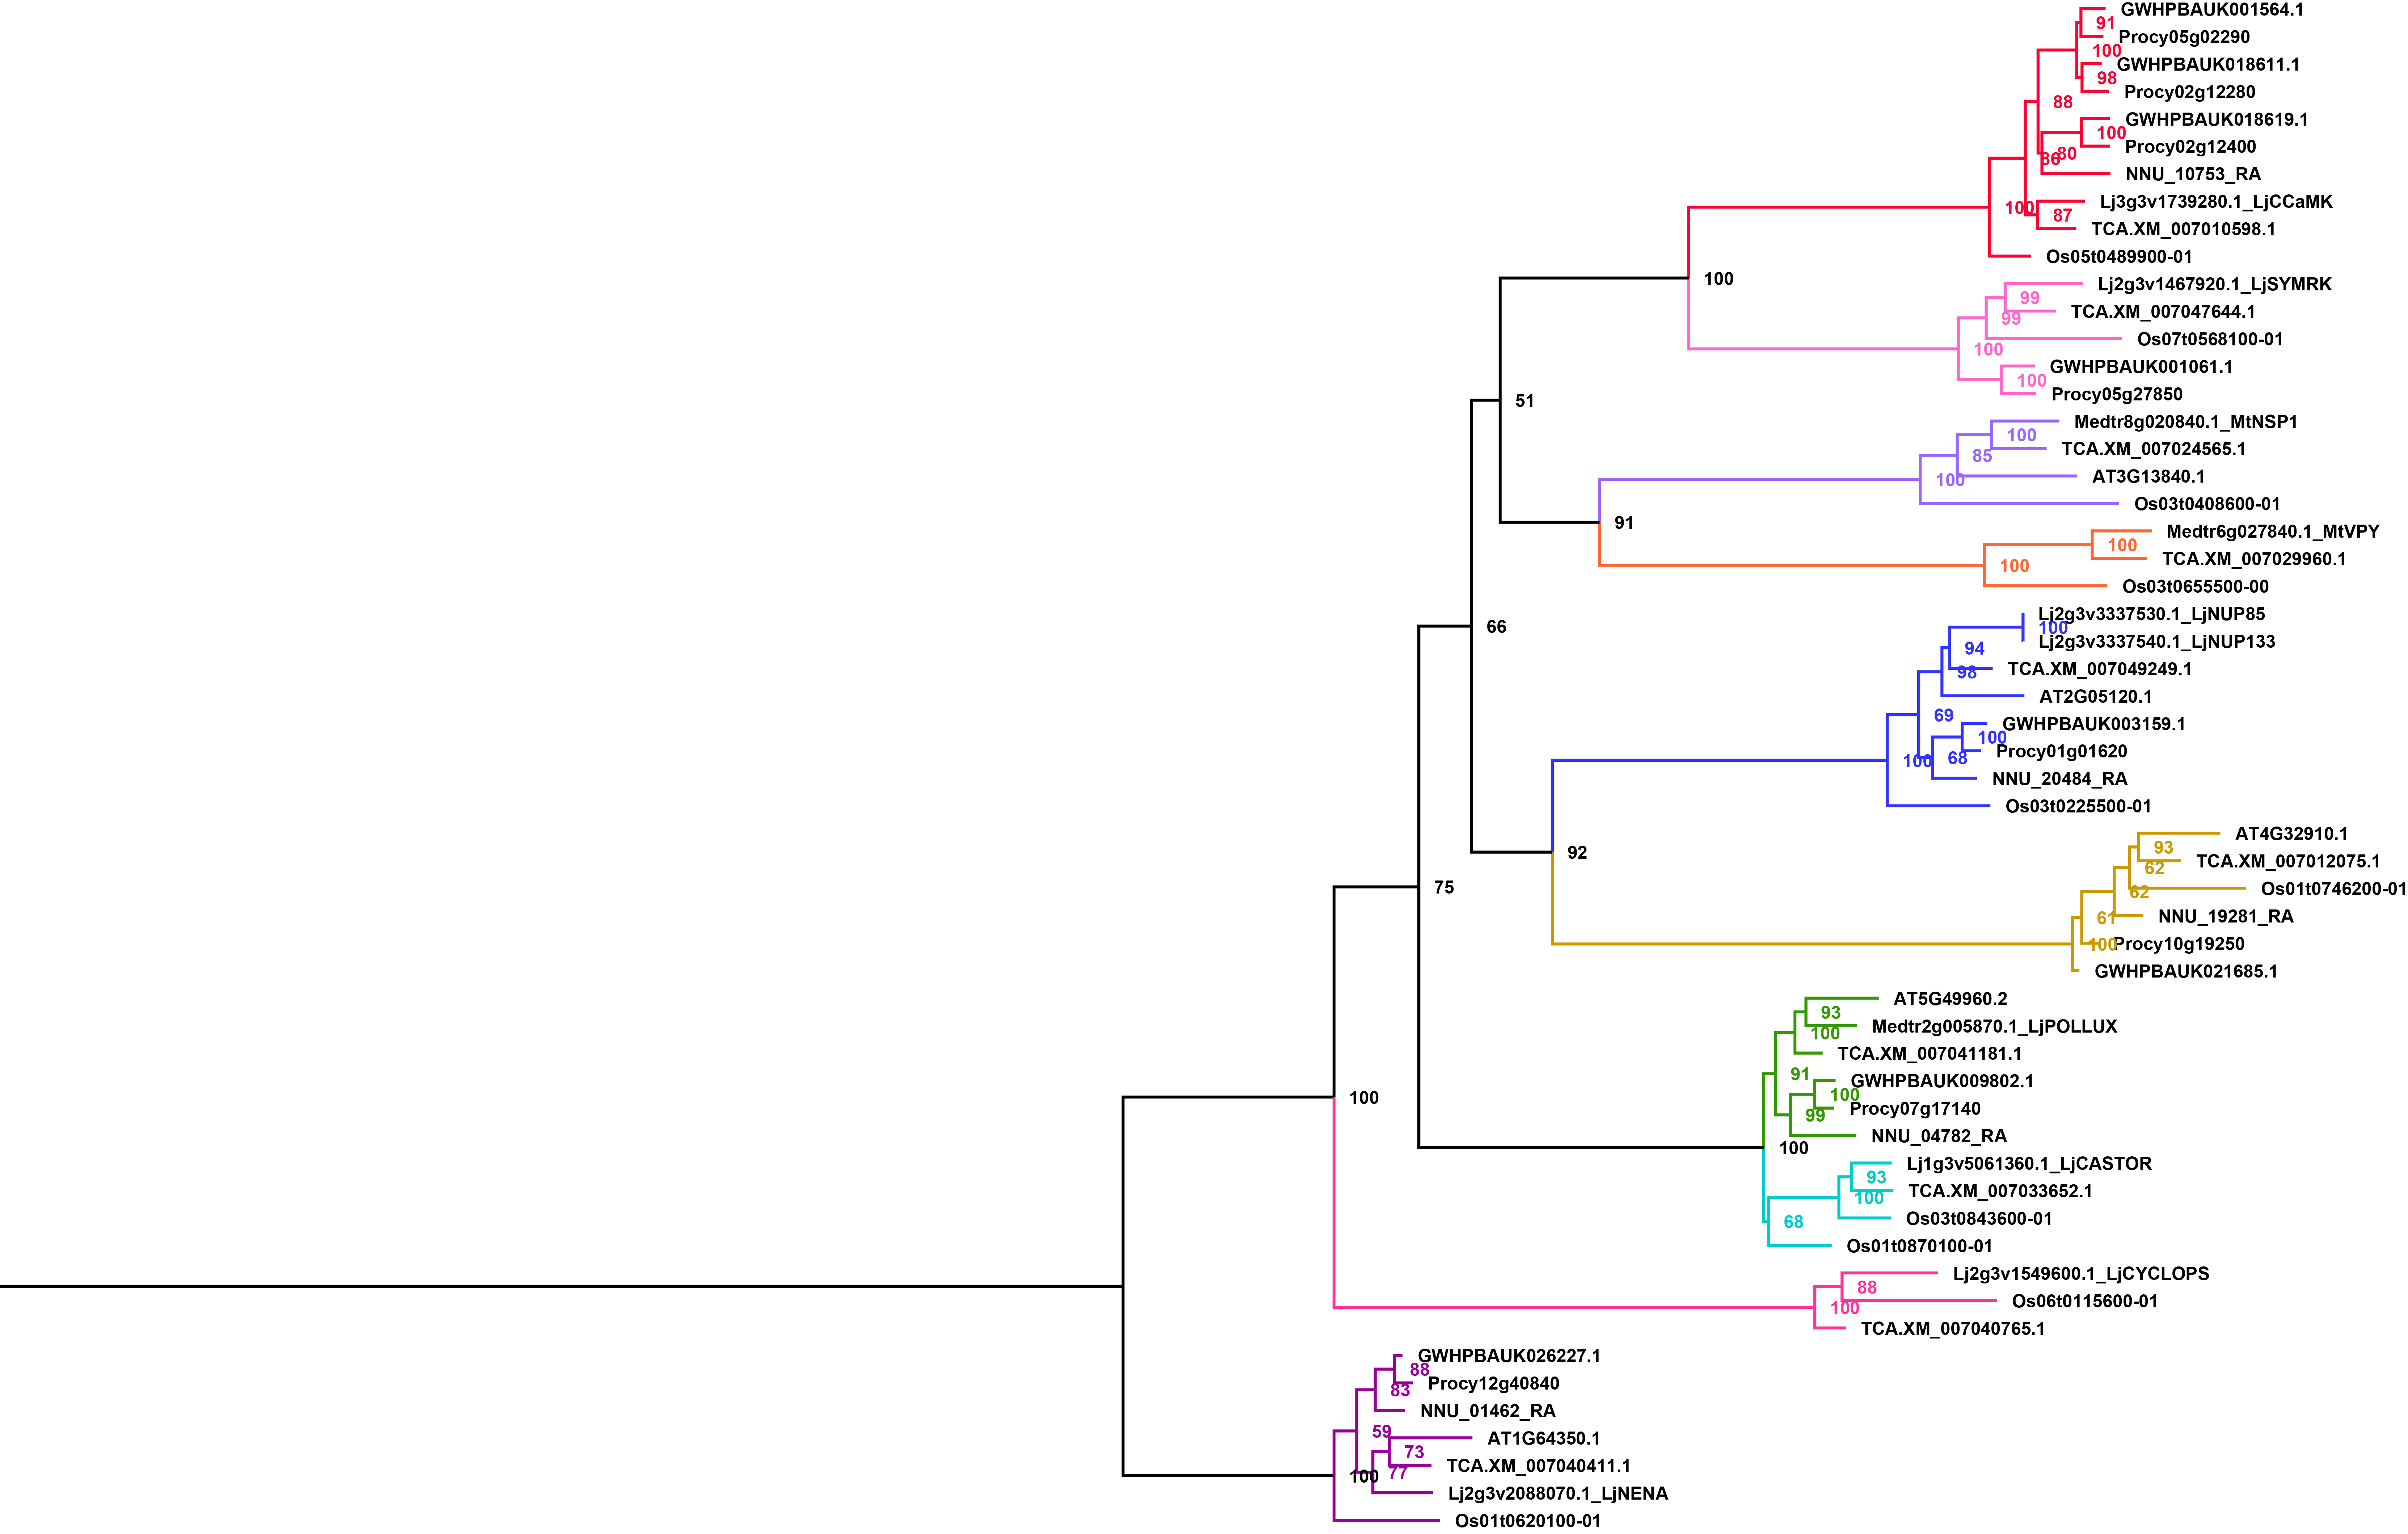 GWHPBAUK001564.1
91
Procy05g02290
100
GWHPBAUK018611.1
98
Procy02g12280
88
GWHPBAUK018619.1
100
Procy02g12400
80
86
NNU_10753_RA
Lj3g3v1739280.1_LjCCaMK
100
87
TCA.XM_007010598.1
Os05t0489900-01
100
Lj2g3v1467920.1_LjSYMRK
99
TCA.XM_007047644.1
99
Os07t0568100-01
100
GWHPBAUK001061.1
100
Procy05g27850
51
Medtr8g020840.1_MtNSP1
100
TCA.XM_007024565.1
85
AT3G13840.1
100
Os03t0408600-01
91
Medtr6g027840.1_MtVPY
100
TCA.XM_007029960.1
100
Os03t0655500-00
Lj2g3v3337530.1_LjNUP85
100
66
Lj2g3v3337540.1_LjNUP133
94
TCA.XM_007049249.1
98
AT2G05120.1
69
GWHPBAUK003159.1
100
Procy01g01620
68
100
NNU_20484_RA
Os03t0225500-01
AT4G32910.1
93
92
TCA.XM_007012075.1
62
Os01t0746200-01
62
75
NNU_19281_RA
61
Procy10g19250
100
GWHPBAUK021685.1
AT5G49960.2
93
Medtr2g005870.1_LjPOLLUX
100
TCA.XM_007041181.1
91
GWHPBAUK009802.1
100
100
Procy07g17140
99
NNU_04782_RA
100
Lj1g3v5061360.1_LjCASTOR
93
TCA.XM_007033652.1
100
Os03t0843600-01
68
Os01t0870100-01
Lj2g3v1549600.1_LjCYCLOPS
88
Os06t0115600-01
100
TCA.XM_007040765.1
GWHPBAUK026227.1
88
Procy12g40840
83
NNU_01462_RA
59
AT1G64350.1
73
TCA.XM_007040411.1
77
100
Lj2g3v2088070.1_LjNENA
Os01t0620100-01